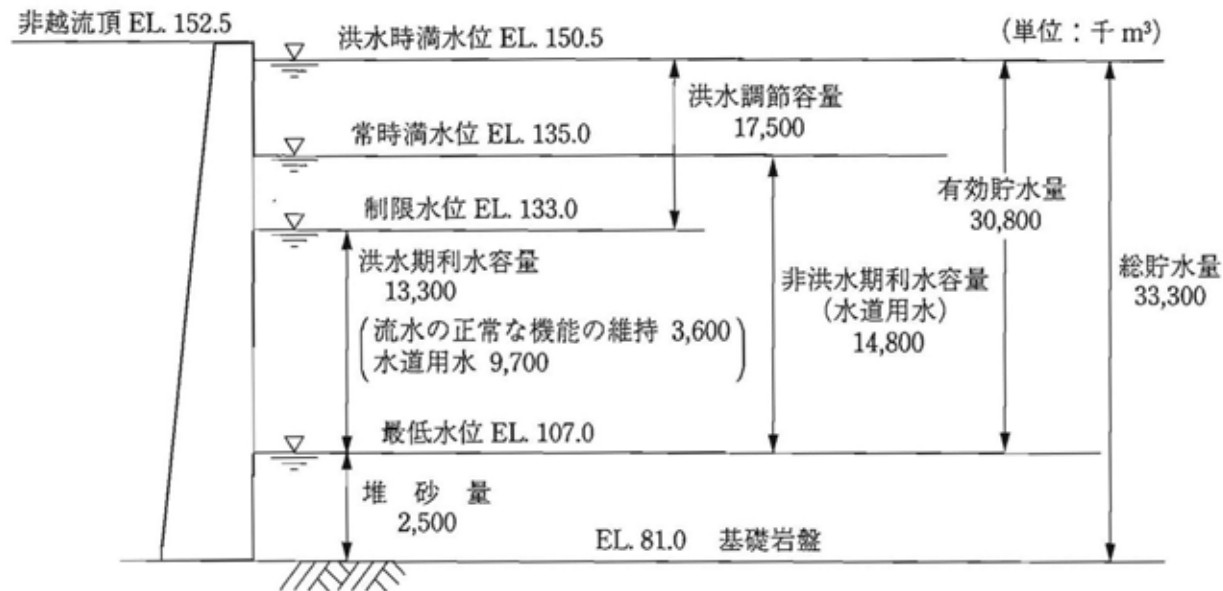 非越流頂 EL. 152.5
(単位：千 m³)
洪水時満水位 EL. 150.5
洪水調節容量
17,500
常時満水位 EL. 135.0
有効貯水量
30,800
制限水位 EL. 133.0
洪水期利水容量
13,300
(流水の正常な機能の維持 3,600
水道用水 9,700)
非洪水期利水容量
(水道用水)
14,800
総貯水量
33,300
最低水位 EL. 107.0
堆 砂 量
2,500
EL. 81.0 基礎岩盤